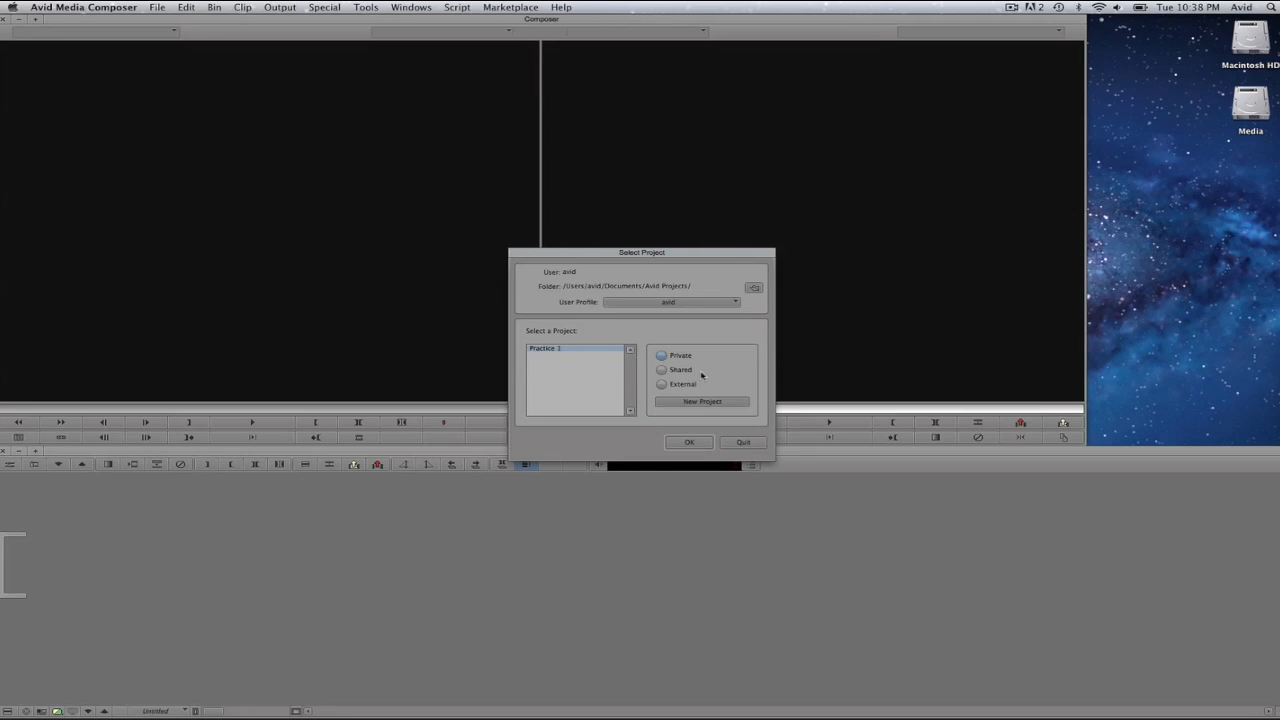 Avid Media Composer File Edit Bin Clip Output Special Tools Windows Script Marketplace Help 2 Tue 10:38 PM Avid
Composer
Macintosh HD
Media
Select Project
User: avid
Folder: /Users/avid/Documents/Avid Projects/
User Profile: avid
Select a Project:
Practice 1
Private
Shared
External
New Project
OK Quit
Untitled